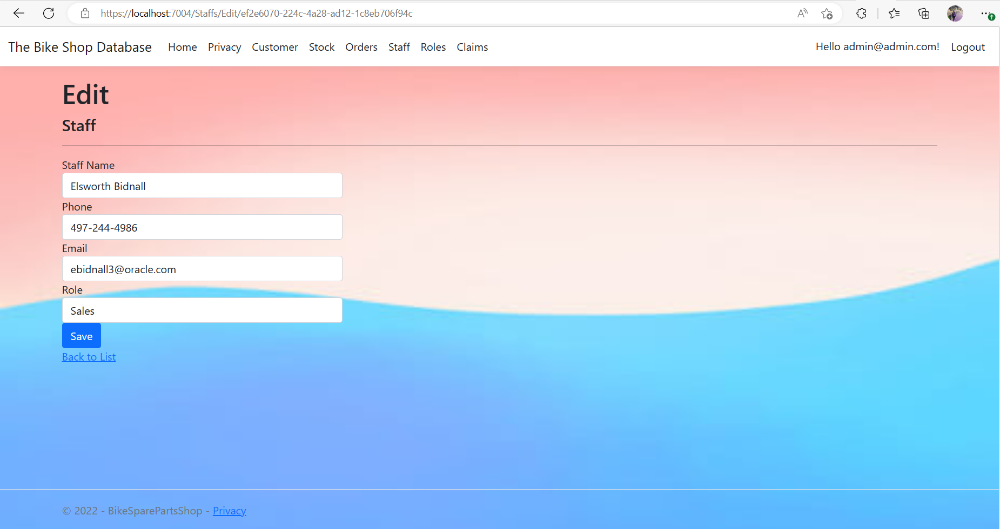 https://localhost:7004/Staffs/Edit/ef2e6070-224c-4a28-ad12-1c8eb706f94c
The Bike Shop Database Home Privacy Customer Stock Orders Staff Roles Claims Hello admin@admin.com! Logout
Edit
Staff
Staff Name
Elsworth Bidnall
Phone
497-244-4986
Email
ebidnall3@oracle.com
Role
Sales
Save
Back to List
© 2022 - BikeSparePartsShop - Privacy